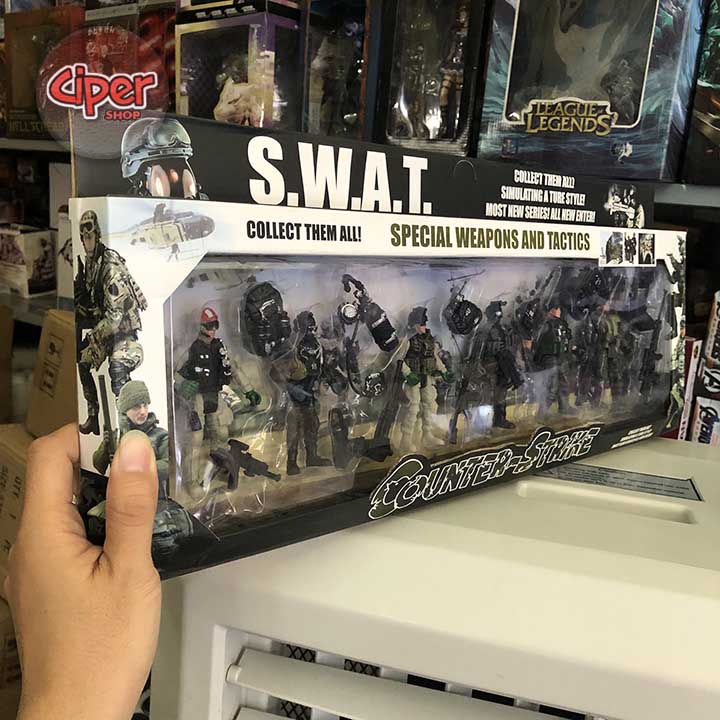 Ciper
SHOP
LEAGUE
OF
LEGENDS
S.W.A.T.
COLLECT THEM ALL!
SIMULATING A TURE STYLE!
MOST NEW SERIES! ALL NEW ENTER!
COLLECT THEM ALL!
SPECIAL WEAPONS AND TACTICS
COUNTER-STRIKE